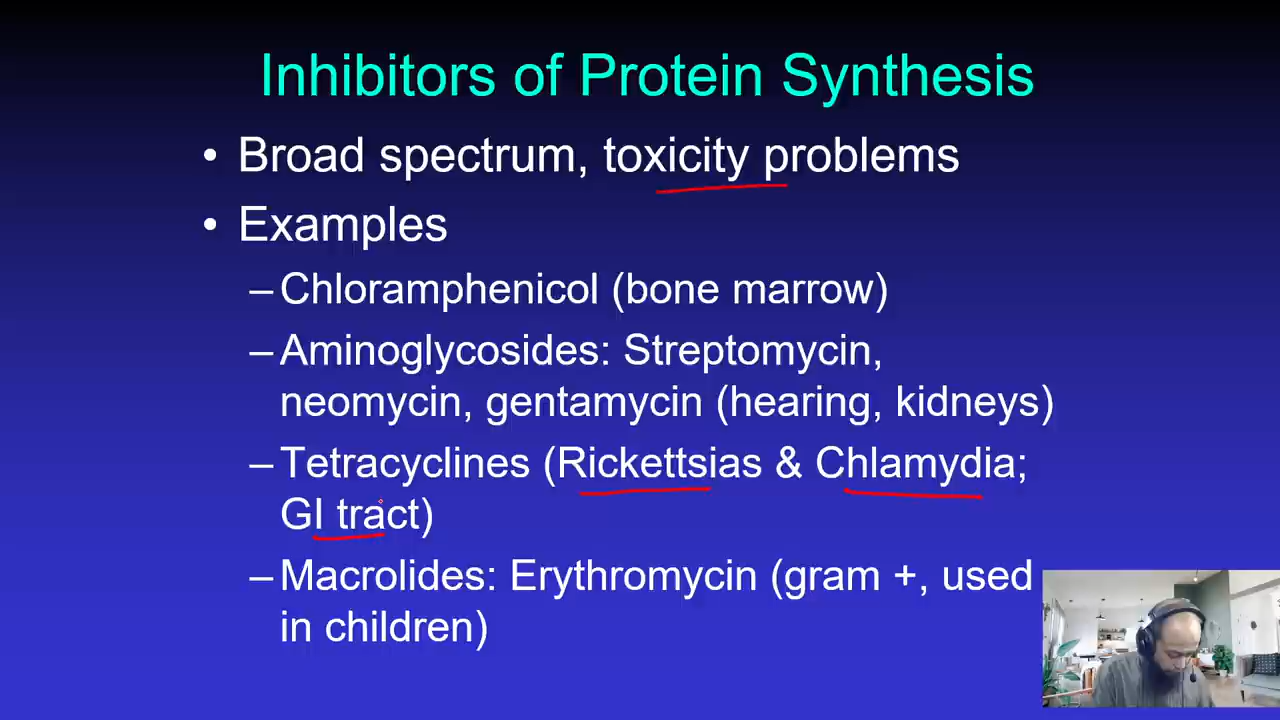 Inhibitors of Protein Synthesis
• Broad spectrum, toxicity problems
• Examples
–Chloramphenicol (bone marrow)
–Aminoglycosides: Streptomycin,
neomycin, gentamycin (hearing, kidneys)
–Tetracyclines (Rickettsias & Chlamydia;
GI tract)
–Macrolides: Erythromycin (gram +, used
in children)